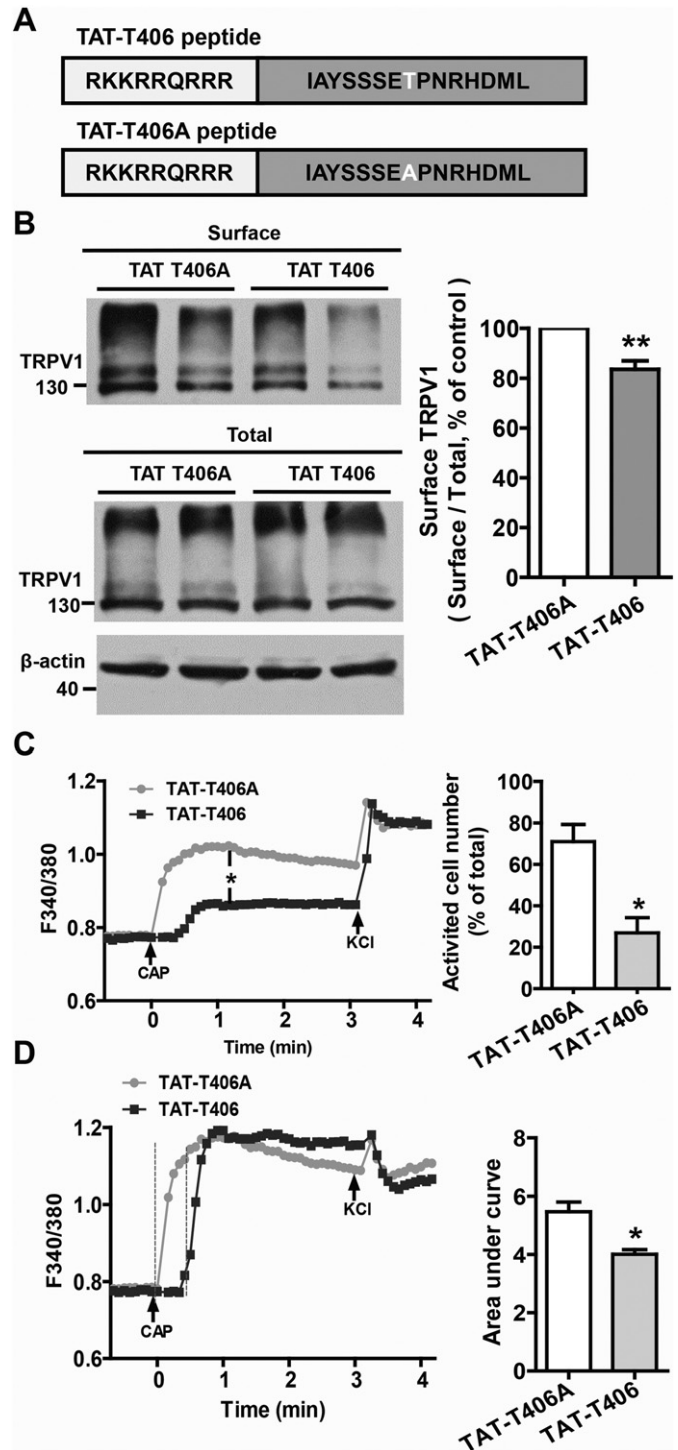 A
TAT-T406 peptide
RKKRRQRRR IAYSSSETPNRHDML
TAT-T406A peptide
RKKRRQRRR IAYSSSEAPNRHDML
B
Surface
TAT T406A TAT T406
TRPV1
130
Total
TAT T406A TAT T406
TRPV1
130
β-actin
40
Surface TRPV1
( Surface / Total, % of control)
100
80
60
40
20
0
**
TAT-T406A
TAT-T406
C
TAT-T406A
TAT-T406
F340/380
1.2
1.0
0.8
0.6
*
CAP
KCl
0 1 2 3 4
Time (min)
Activited cell number
(% of total)
100
80
60
40
20
0
*
TAT-T406A
TAT-T406
D
TAT-T406A
TAT-T406
F340/380
1.2
1.0
0.8
0.6
CAP
KCl
0 1 2 3 4
Time (min)
Area under curve
8
6
4
2
0
*
TAT-T406A
TAT-T406